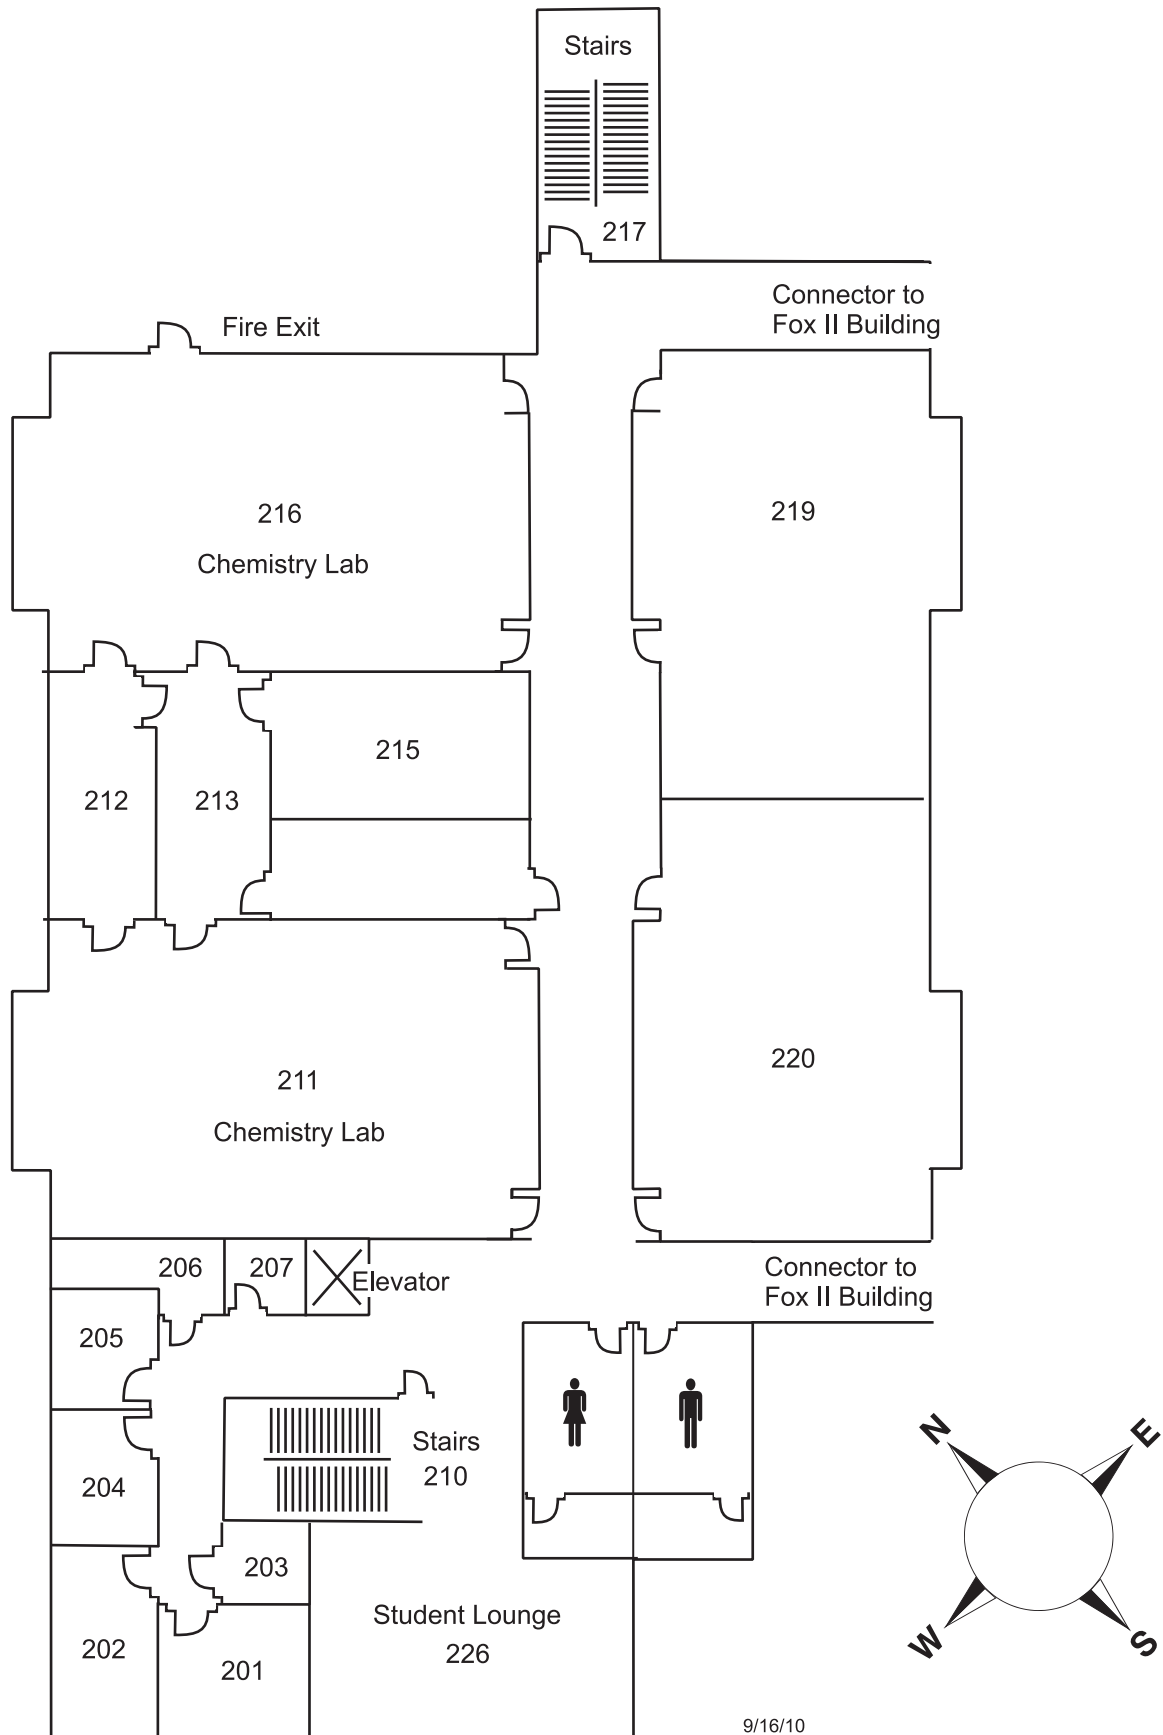 Stairs
217
Connector to
Fox II Building
Fire Exit
216
Chemistry Lab
219
215
212
213
220
211
Chemistry Lab
206
207
Elevator
Connector to
Fox II Building
205
Stairs
210
204
203
Student Lounge
226
202
201
N
E
W
S
9/16/10